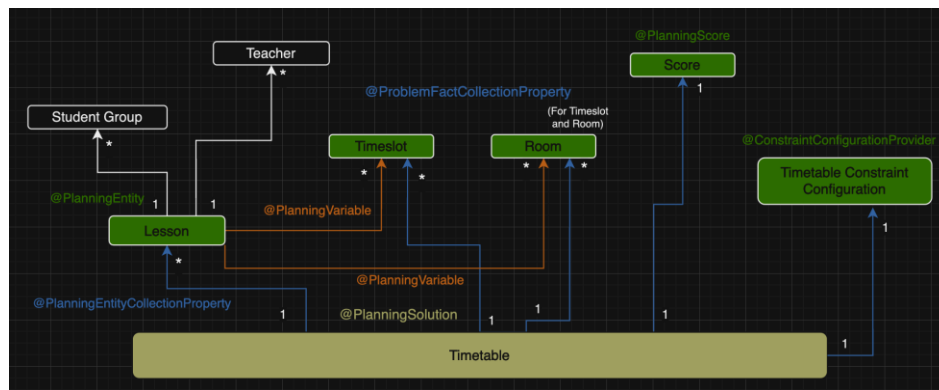 @PlanningScore
Teacher
*
Score
1
@ProblemFactCollectionProperty
(For Timeslot
and Room)
Student Group
*
Timeslot
*
*
Room
*
*
@ConstraintConfigurationProvider
Timetable Constraint
Configuration
@PlanningEntity
1
1
@PlanningVariable
Lesson
*
1
@PlanningVariable
@PlanningEntityCollectionProperty
1
@PlanningSolution
1
1
1
1
Timetable